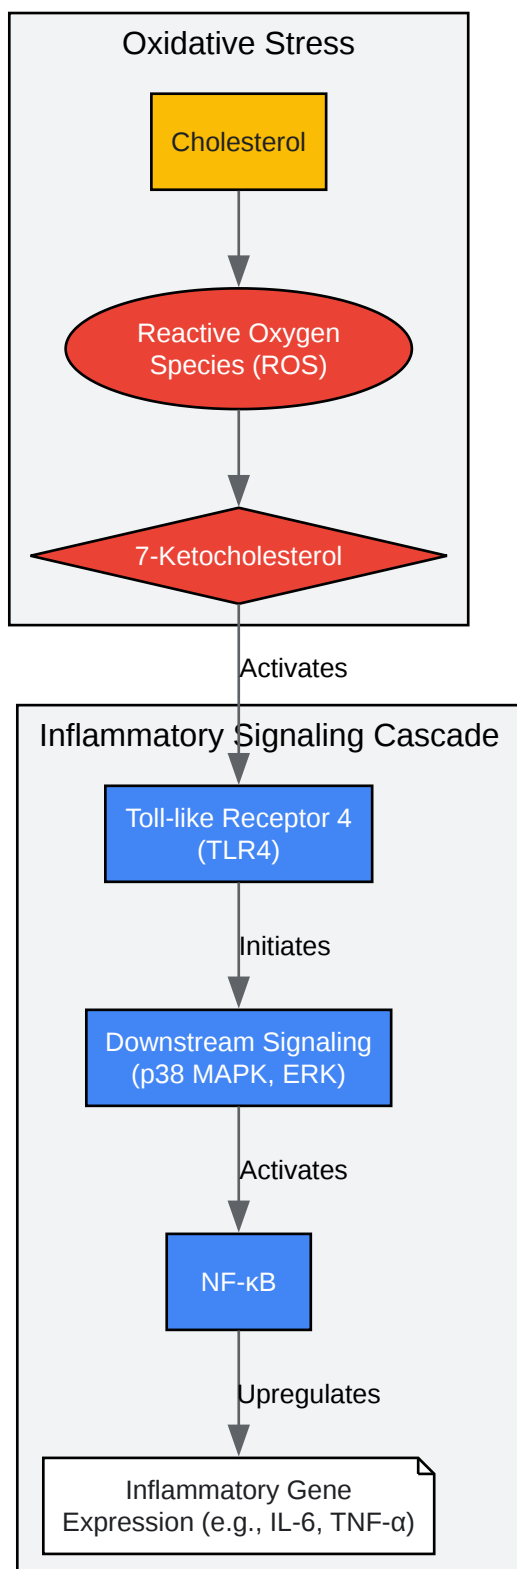 Oxidative Stress
Cholesterol
Reactive Oxygen
Species (ROS)
7-Ketocholesterol
Activates
Inflammatory Signaling Cascade
Toll-like Receptor 4
(TLR4)
Initiates
Downstream Signaling
(p38 MAPK, ERK)
Activates
NF-κB
Upregulates
Inflammatory Gene
Expression (e.g., IL-6, TNF-α)